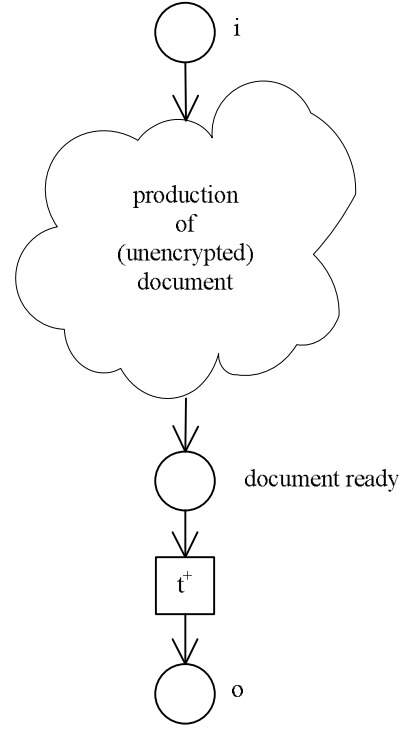 i
production
of
(unencrypted)
document
document ready
t⁺
o